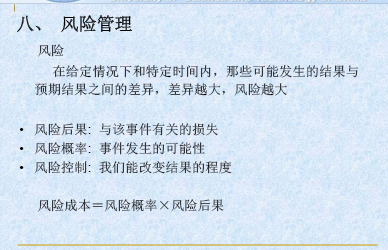 八、 风险管理
风险
在给定情况下和特定时间内，那些可能发生的结果与
预期结果之间的差异，差异越大，风险越大
• 风险后果: 与该事件有关的损失
• 风险概率: 事件发生的可能性
• 风险控制: 我们能改变结果的程度
风险成本＝风险概率×风险后果